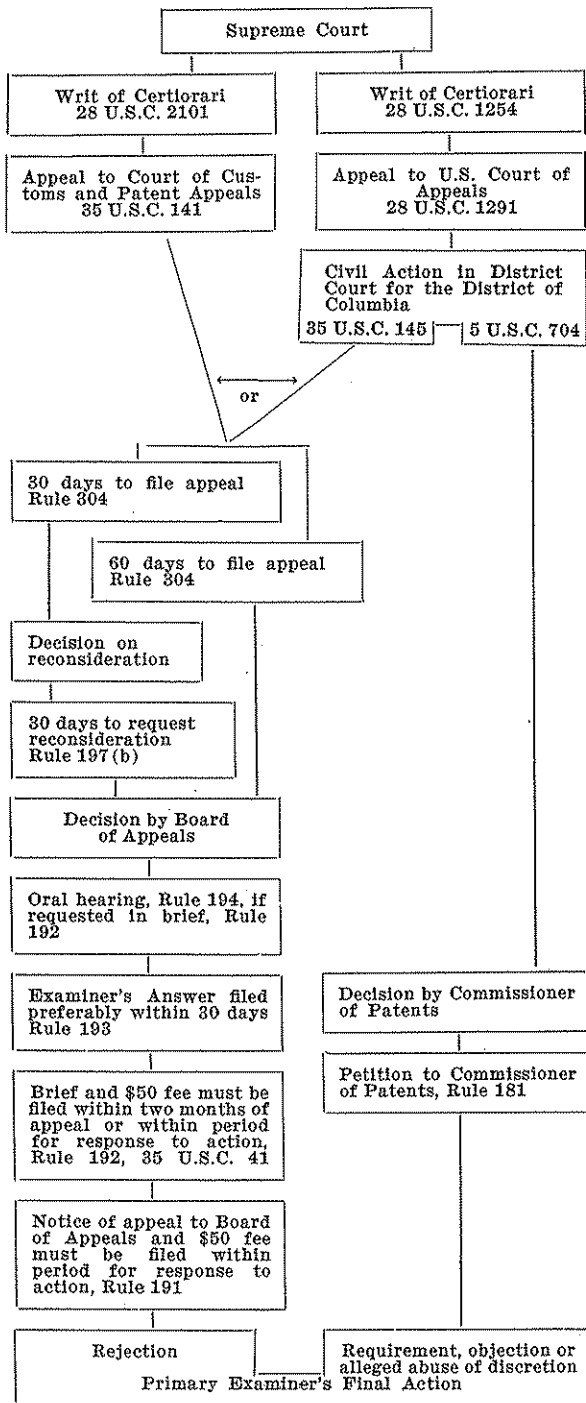 Supreme Court
Writ of Certiorari
28 U.S.C. 2101
Writ of Certiorari
28 U.S.C. 1254
Appeal to Court of Cus-
toms and Patent Appeals
35 U.S.C. 141
Appeal to U.S. Court of
Appeals
28 U.S.C. 1291
Civil Action in District
Court for the District of
Columbia
35 U.S.C. 145
5 U.S.C. 704
or
30 days to file appeal
Rule 304
60 days to file appeal
Rule 304
Decision on
reconsideration
30 days to request
reconsideration
Rule 197(b)
Decision by Board
of Appeals
Oral hearing, Rule 194, if
requested in brief, Rule
192
Examiner's Answer filed
preferably within 30 days
Rule 193
Decision by Commissioner
of Patents
Brief and $50 fee must be
filed within two months of
appeal or within period
for response to action,
Rule 192, 35 U.S.C. 41
Petition to Commissioner
of Patents, Rule 181
Notice of appeal to Board
of Appeals and $50 fee
must be filed within
period for response to
action, Rule 191
Rejection
Requirement, objection or
alleged abuse of discretion
Primary Examiner's Final Action